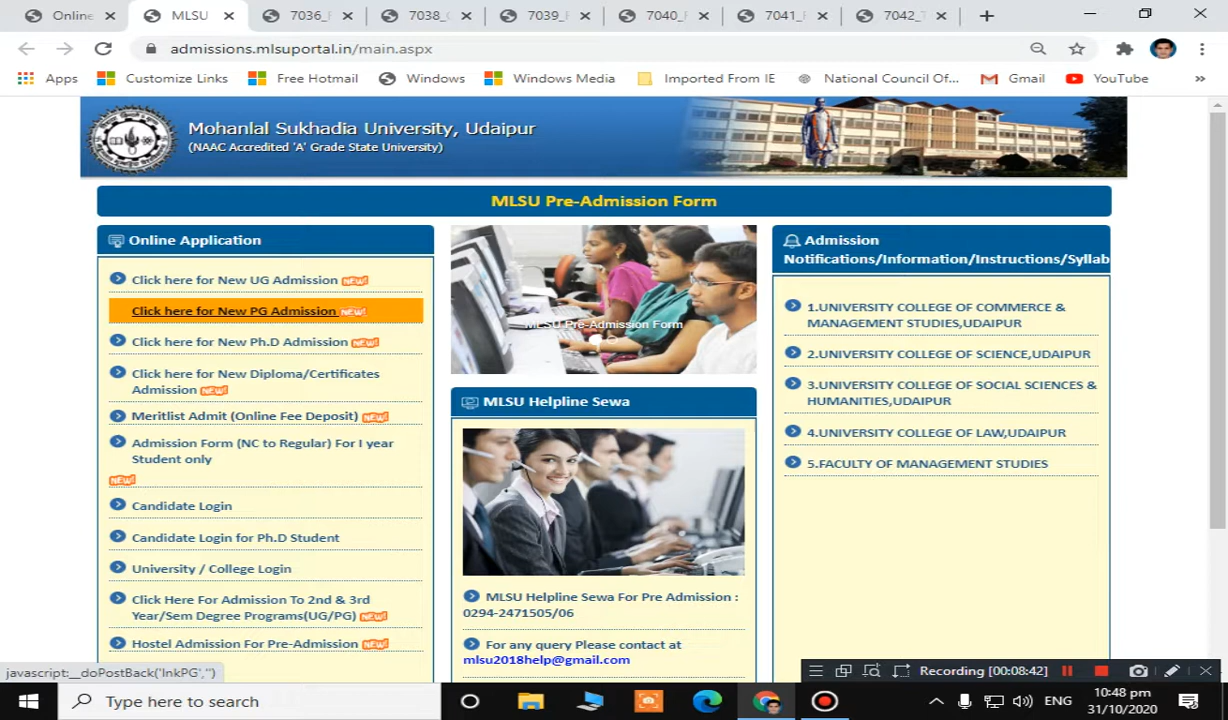 Online
MLSU
7036_
7038_
7039_
7040_
7041_
7042_
admissions.mlsuportal.in/main.aspx
Apps
Customize Links
Free Hotmail
Windows
Windows Media
Imported From IE
National Council Of...
Gmail
YouTube
»
Mohanlal Sukhadia University, Udaipur
(NAAC Accredited 'A' Grade State University)
MLSU Pre-Admission Form
Online Application
Click here for New UG Admission NEW!
Click here for New PG Admission NEW!
Click here for New Ph.D Admission NEW!
Click here for New Diploma/Certificates
Admission NEW!
Meritlist Admit (Online Fee Deposit) NEW!
Admission Form (NC to Regular) For I year
Student only
NEW!
Candidate Login
Candidate Login for Ph.D Student
University / College Login
Click Here For Admission To 2nd & 3rd
Year/Sem Degree Programs(UG/PG) NEW!
Hostel Admission For Pre-Admission NEW!
MLSU Pre-Admission Form
MLSU Helpline Sewa
MLSU Helpline Sewa For Pre Admission :
0294-2471505/06
For any query Please contact at
mlsu2018help@gmail.com
Admission
Notifications/Information/Instructions/Syllab
1.UNIVERSITY COLLEGE OF COMMERCE &
MANAGEMENT STUDIES,UDAIPUR
2.UNIVERSITY COLLEGE OF SCIENCE,UDAIPUR
3.UNIVERSITY COLLEGE OF SOCIAL SCIENCES &
HUMANITIES,UDAIPUR
4.UNIVERSITY COLLEGE OF LAW,UDAIPUR
5.FACULTY OF MANAGEMENT STUDIES
javascript:__doPostBack('lnkPG','')
Recording [00:08:42]
Type here to search
ENG
10:48 pm
31/10/2020